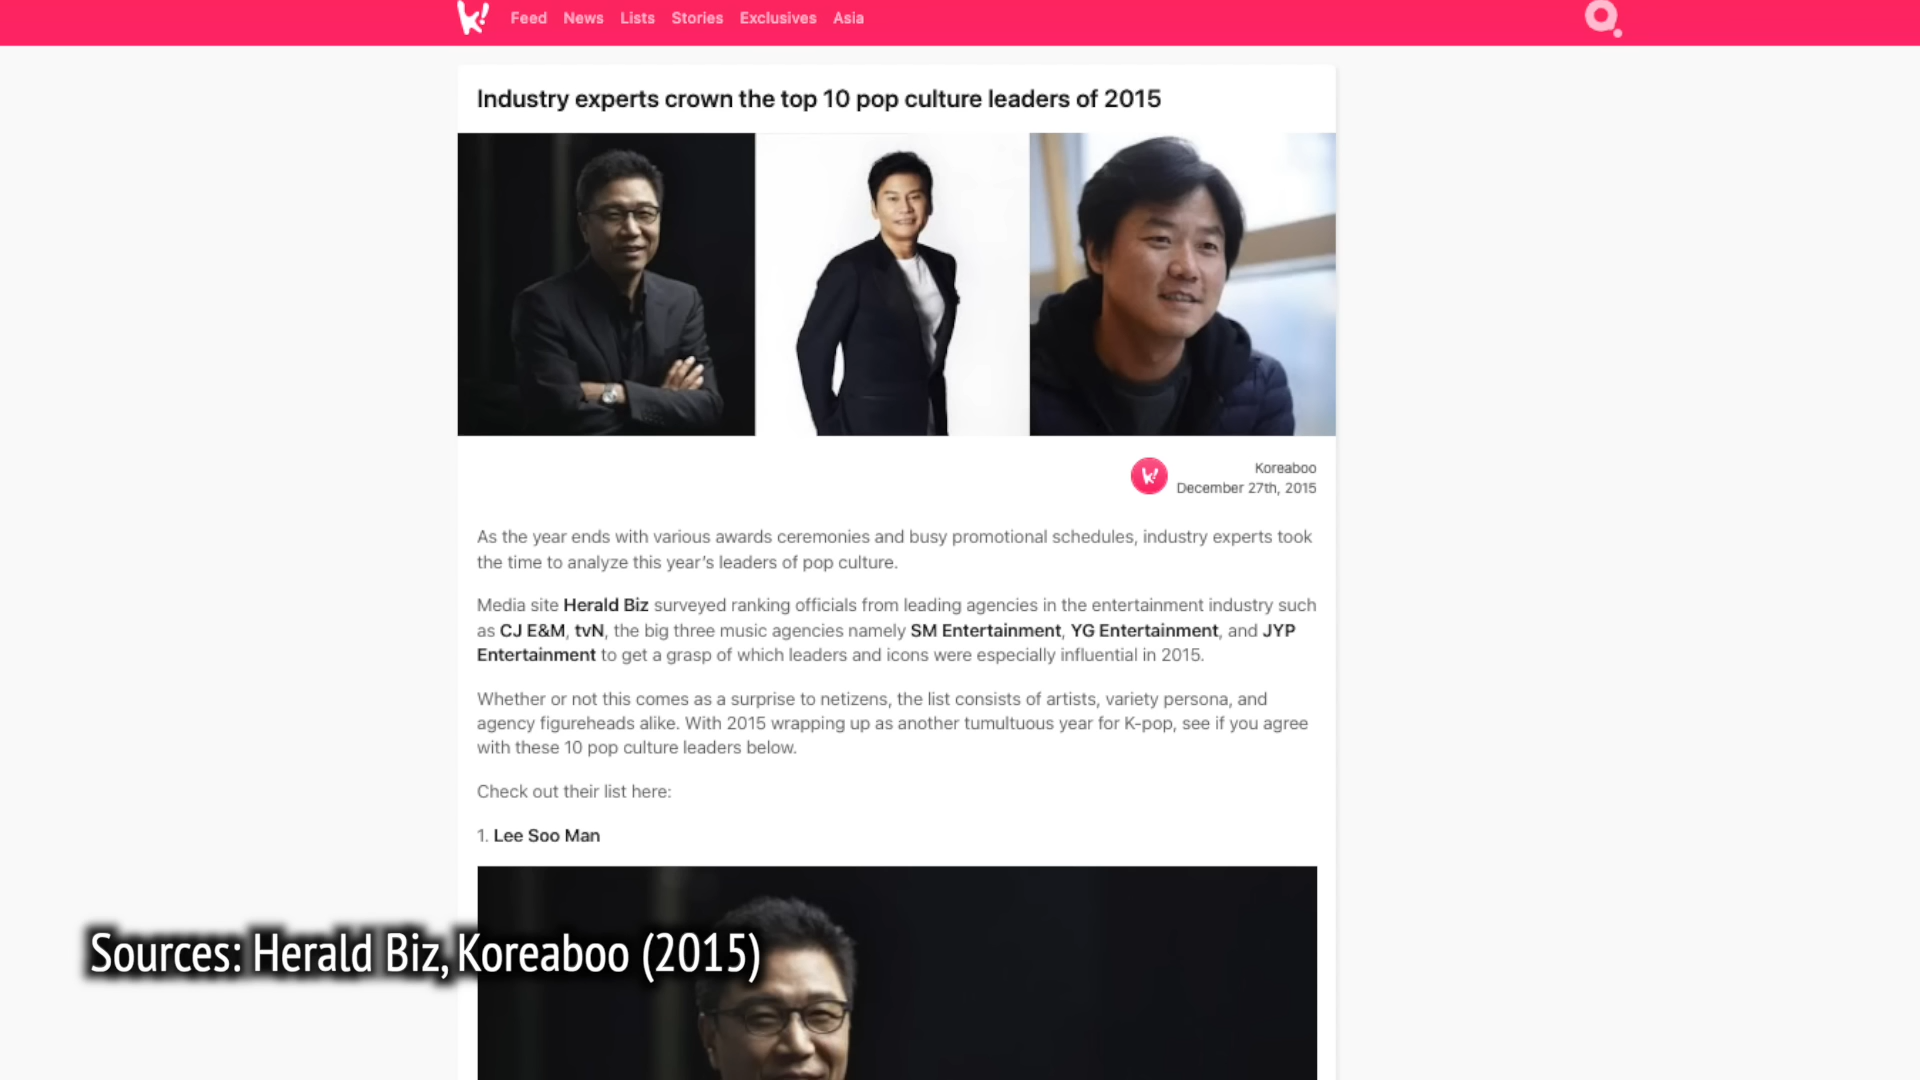 k! Feed News Lists Stories Exclusives Asia
Industry experts crown the top 10 pop culture leaders of 2015
k!
Koreaboo
December 27th, 2015
As the year ends with various awards ceremonies and busy promotional schedules, industry experts took
the time to analyze this year’s leaders of pop culture.
Media site Herald Biz surveyed ranking officials from leading agencies in the entertainment industry such
as CJ E&M, tvN, the big three music agencies namely SM Entertainment, YG Entertainment, and JYP
Entertainment to get a grasp of which leaders and icons were especially influential in 2015.
Whether or not this comes as a surprise to netizens, the list consists of artists, variety persona, and
agency figureheads alike. With 2015 wrapping up as another tumultuous year for K-pop, see if you agree
with these 10 pop culture leaders below.
Check out their list here:
1. Lee Soo Man
Sources: Herald Biz, Koreaboo (2015)